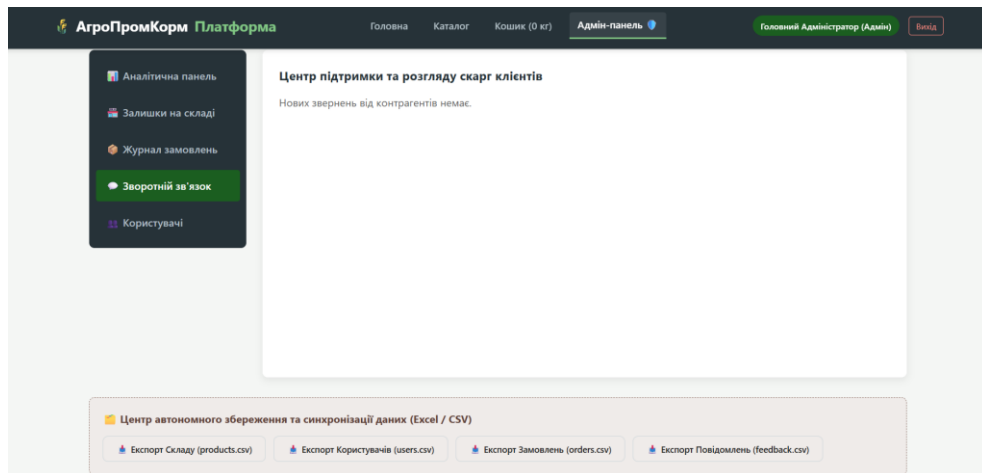 АгроПромКорм Платформа
Головна
Каталог
Кошик (0 кг)
Адмін-панель
Головний Адміністратор (Адмін)
Вихід
Аналітична панель
Залишки на складі
Журнал замовлень
Зворотній зв'язок
Користувачі
Центр підтримки та розгляду скарг клієнтів
Нових звернень від контрагентів немає.
Центр автономного збереження та синхронізації даних (Excel / CSV)
Експорт Складу (products.csv)
Експорт Користувачів (users.csv)
Експорт Замовлень (orders.csv)
Експорт Повідомлень (feedback.csv)